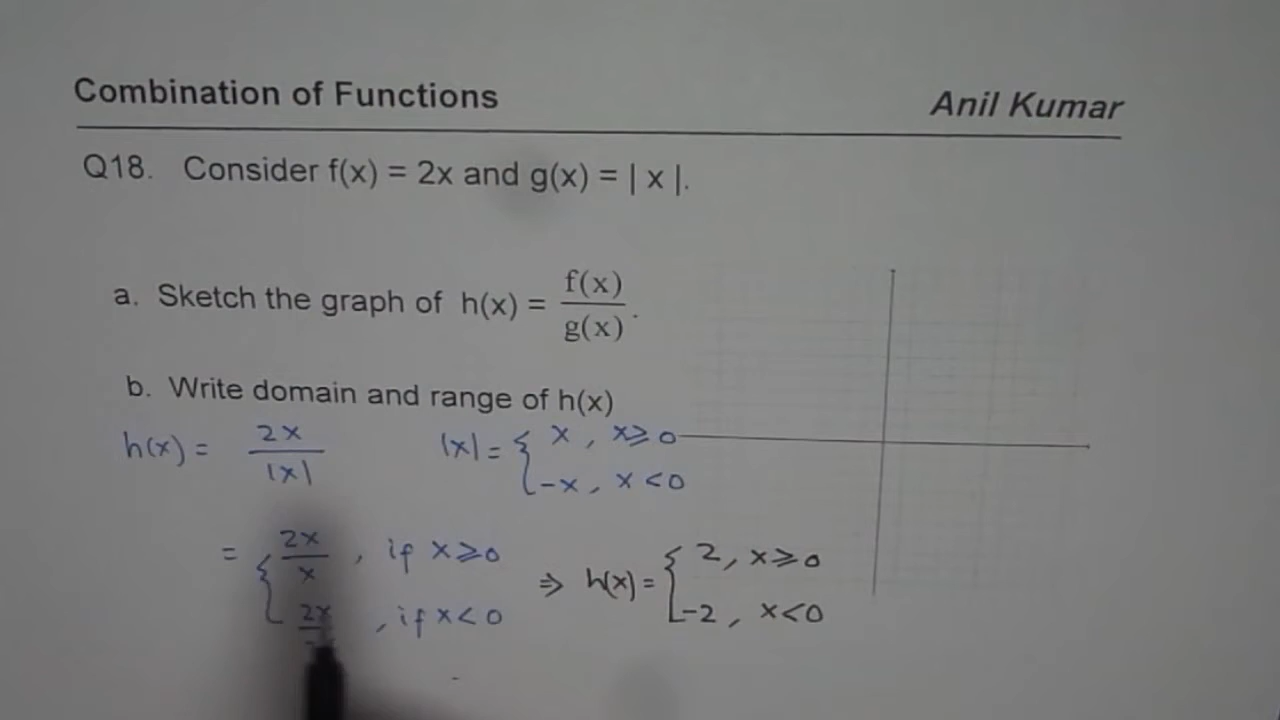 Combination of Functions Anil Kumar
Q18. Consider f(x) = 2x and g(x) = | x |.
a. Sketch the graph of h(x) = f(x)/g(x).
b. Write domain and range of h(x)
h(x) = 2x/|x| |x| = { x, x ≥ 0
-x, x < 0
= { 2x/x, if x ≥ 0 ⇒ h(x) = { 2, x ≥ 0
2x, if x < 0 -2, x < 0